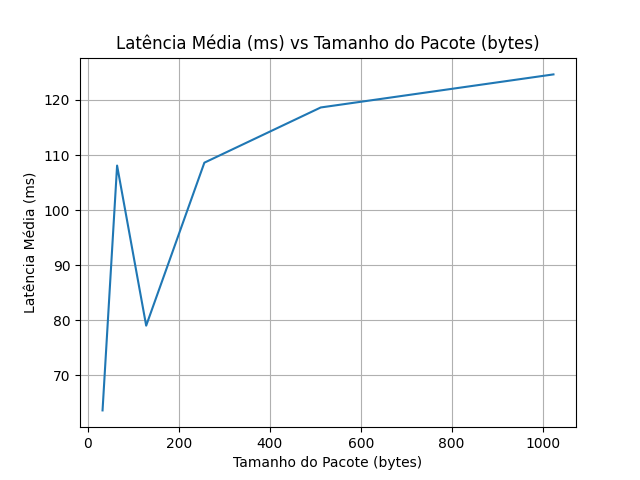 Latência Média (ms) vs Tamanho do Pacote (bytes)
120
110
100
90
80
70
Latência Média (ms)
0 200 400 600 800 1000
Tamanho do Pacote (bytes)